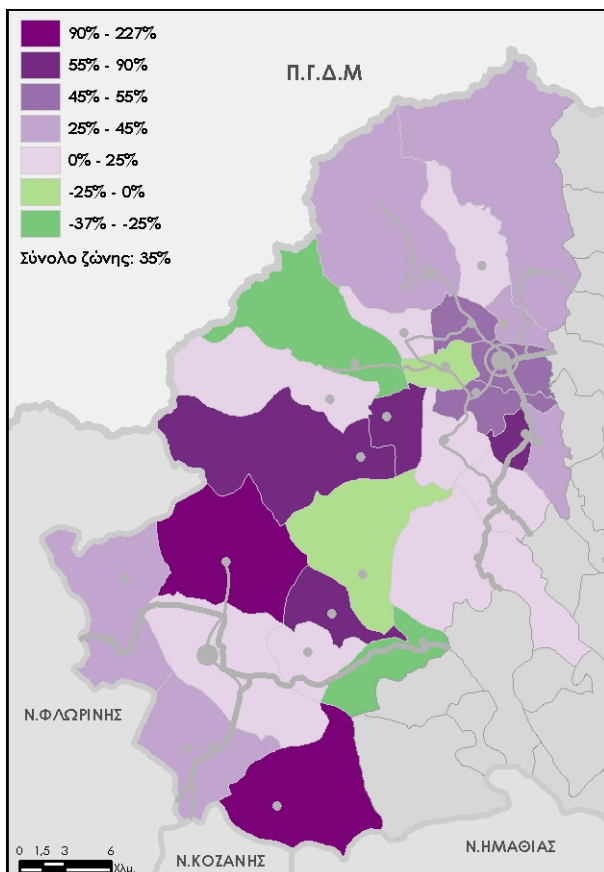 90% - 227%
55% - 90%
45% - 55%
25% - 45%
0% - 25%
-25% - 0%
-37% - -25%
Σύνολο ζώνης: 35%
Π.Γ.Δ.Μ
Ν.ΦΛΩΡΙΝΗΣ
Ν.ΚΟΖΑΝΗΣ
Ν.ΗΜΑΘΙΑΣ
0 1,5 3 6
Χλμ.